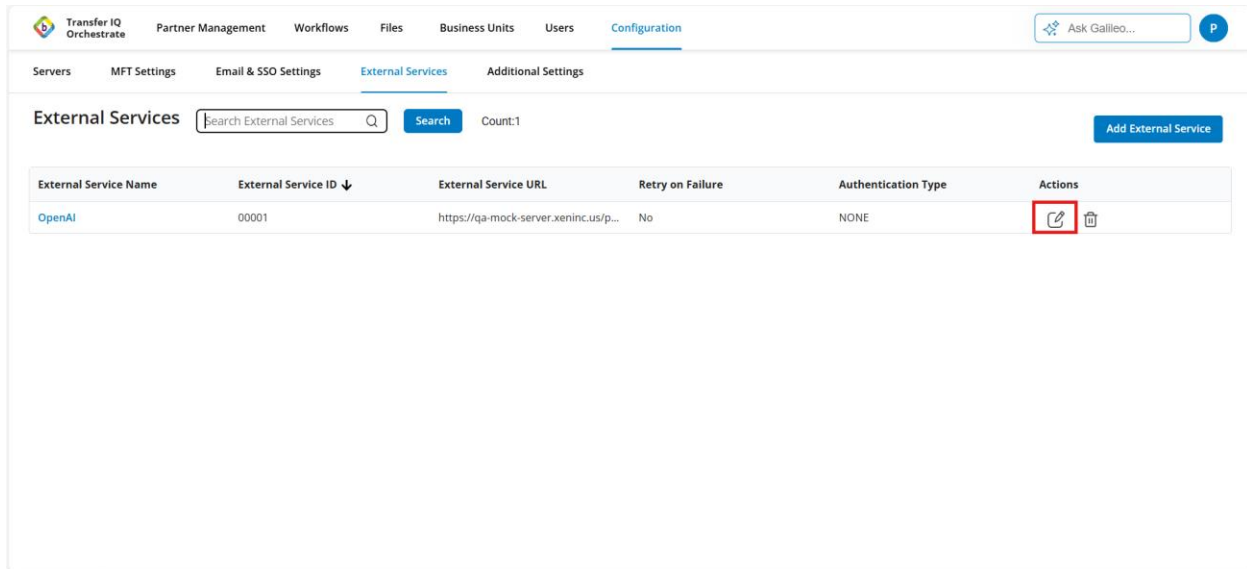 Transfer IQ
Orchestrate
Partner Management Workflows Files Business Units Users Configuration Ask Galileo... P
Servers MFT Settings Email & SSO Settings External Services Additional Settings
External Services Search External Services Search Count:1 Add External Service
External Service Name External Service ID External Service URL Retry on Failure Authentication Type Actions
OpenAI 00001 https://qa-mock-server.xeninc.us/p... No NONE